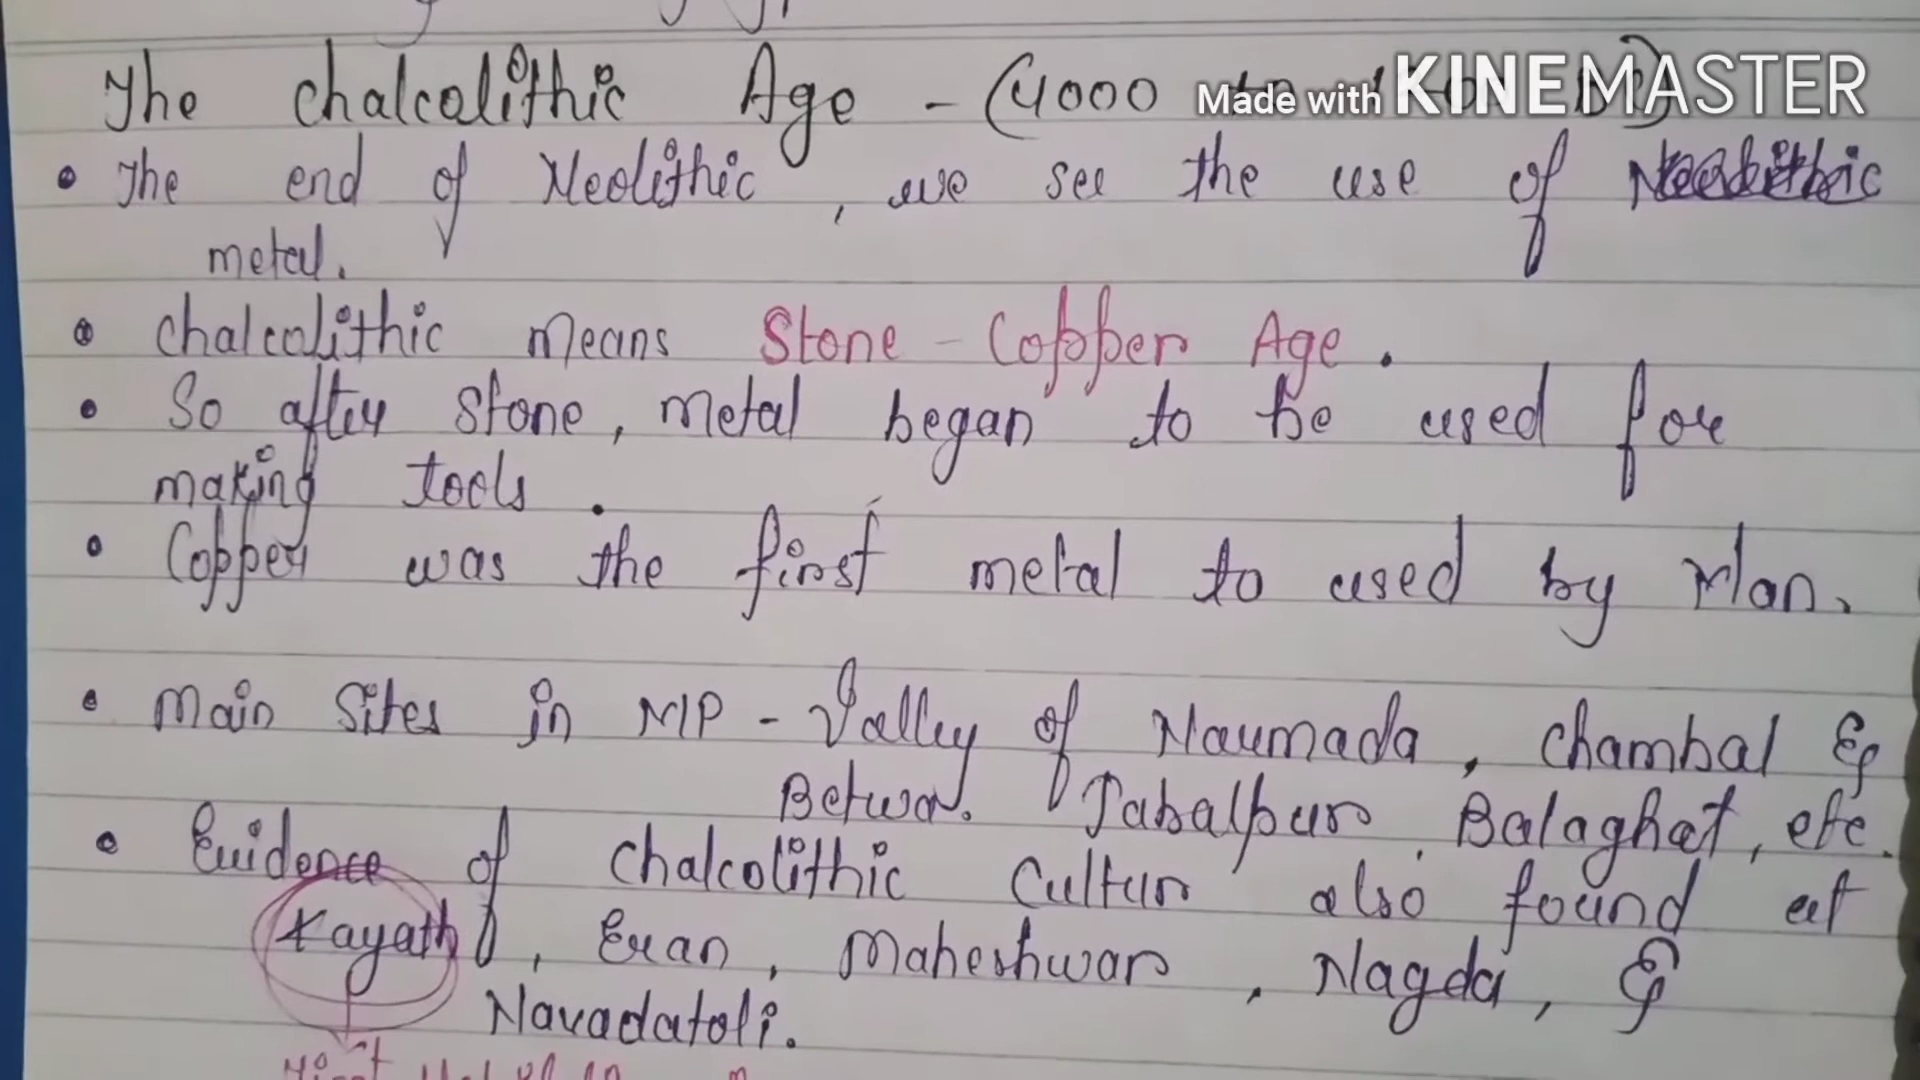 The Chalcolithic Age - (4000 to
Made with KINEMASTER
• The end of Neolithic, we see the use of
metal.
• Chalcolithic means Stone - Copper Age.
• So after stone, metal began to be used for
making tools.
• Copper was the first metal to used by Man.
• Main Sites in MP - Valley of Narmada, Chambal &
Betwa. Jabalpur, Balaghat, etc.
• Evidence of Chalcolithic Cultur also found at
Kayatha, Eran, Maheshwar, Nagda, &
Navadatoli.